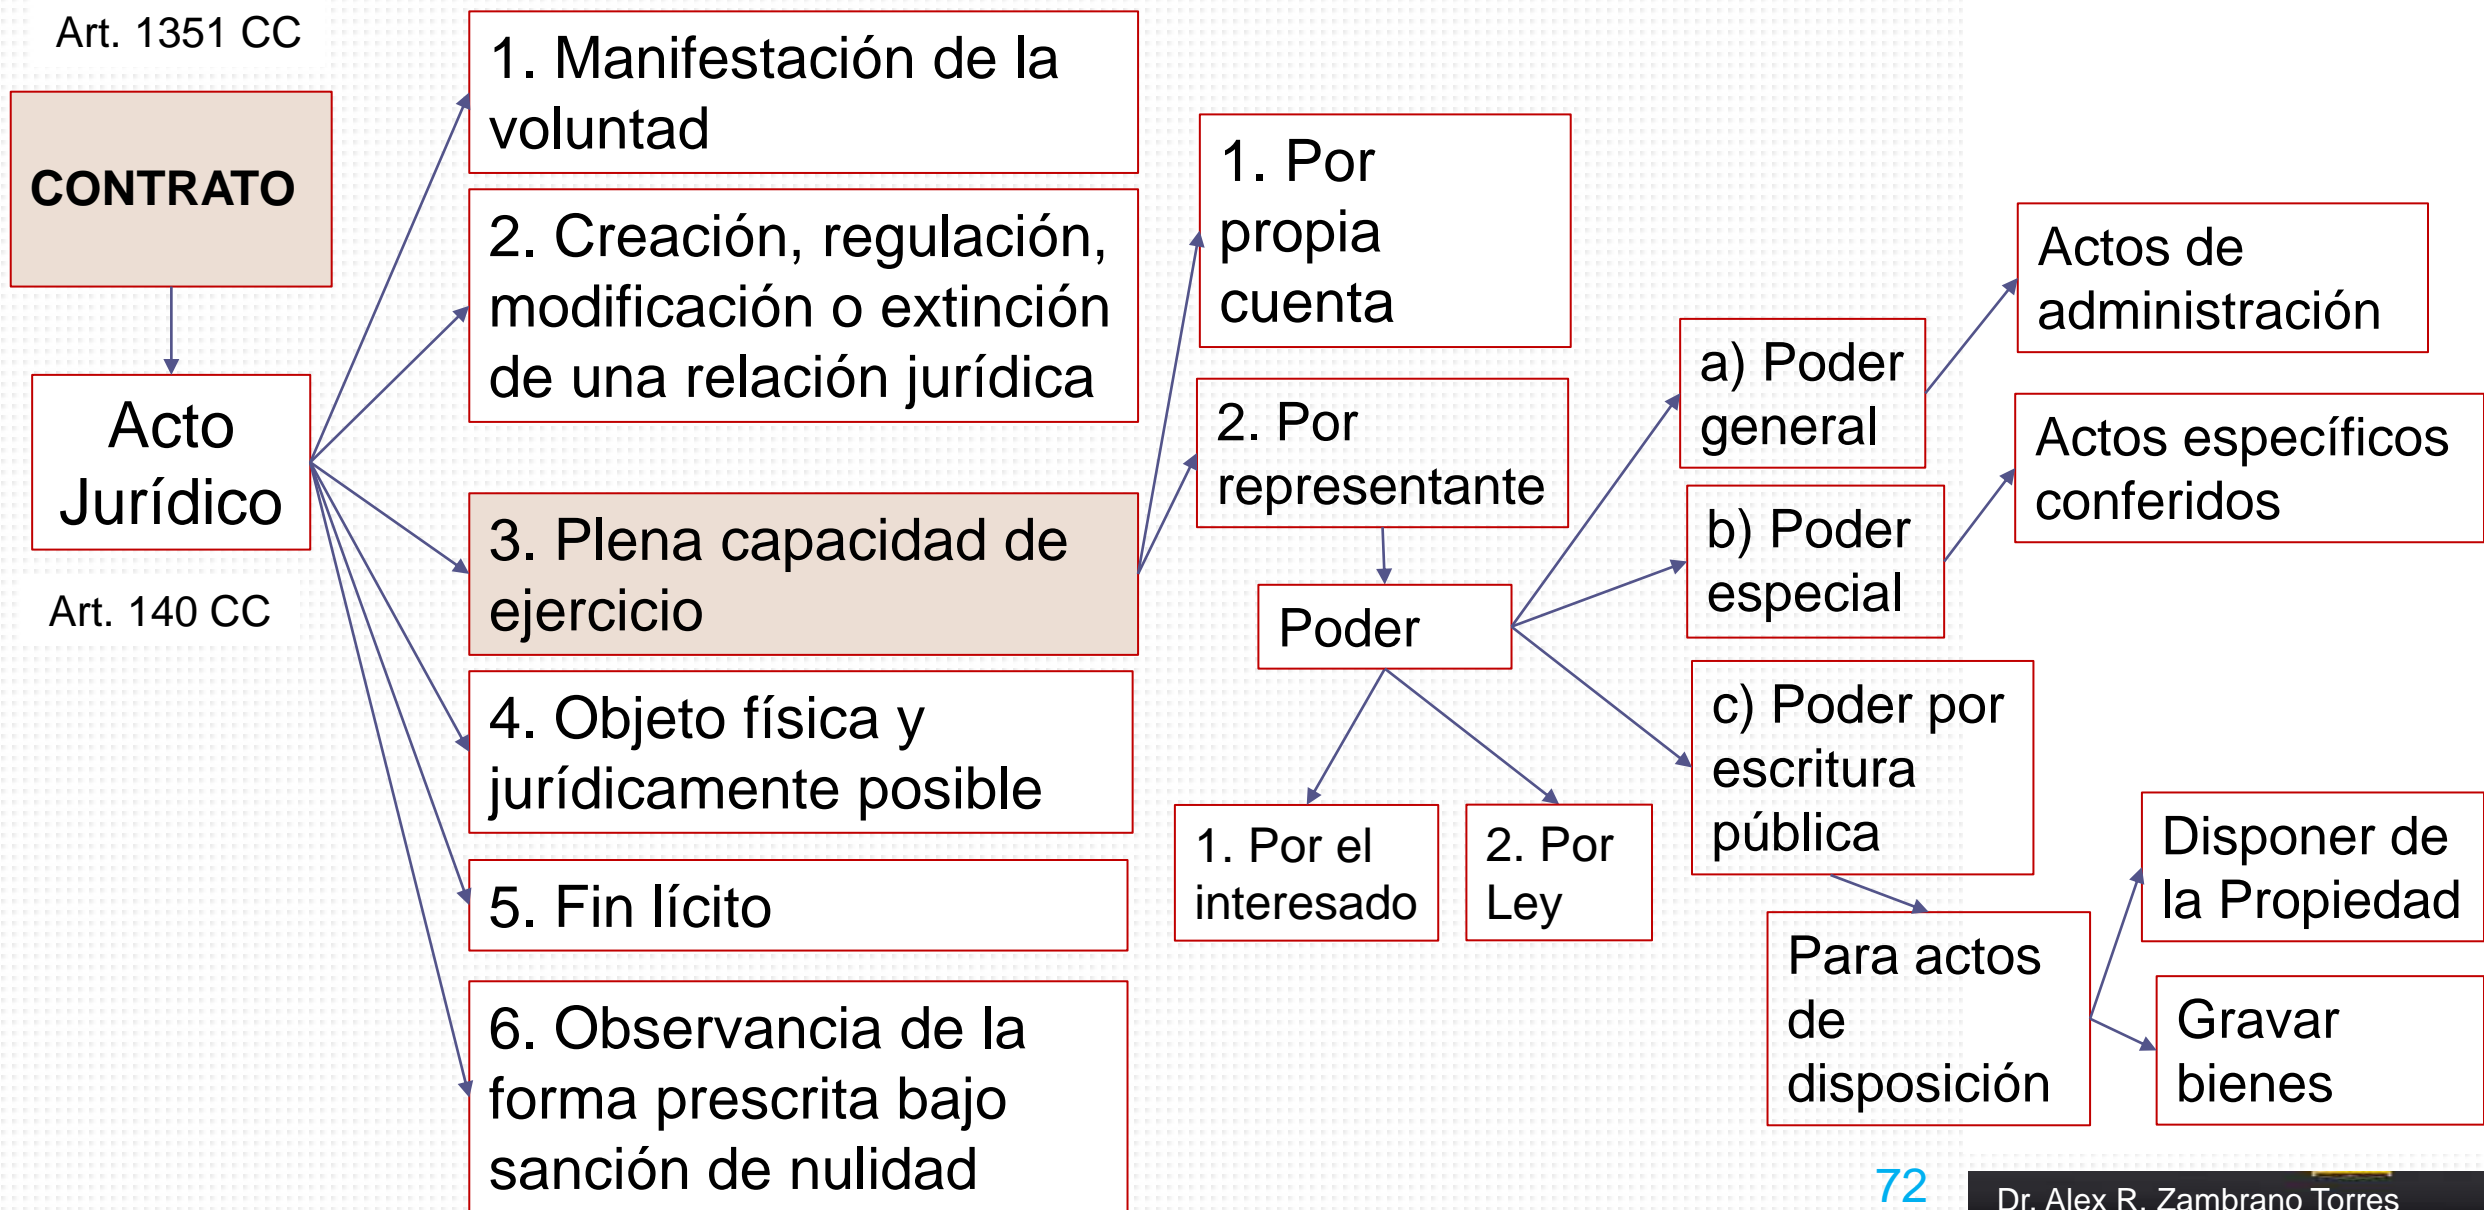 Art. 1351 CC
CONTRATO
Acto
Jurídico
Art. 140 CC
1. Manifestación de la
voluntad
2. Creación, regulación,
modificación o extinción
de una relación jurídica
3. Plena capacidad de
ejercicio
4. Objeto física y
jurídicamente posible
5. Fin lícito
6. Observancia de la
forma prescrita bajo
sanción de nulidad
1. Por
propia
cuenta
2. Por
representante
Poder
1. Por el
interesado
2. Por
Ley
a) Poder
general
b) Poder
especial
c) Poder por
escritura
pública
Actos de
administración
Actos específicos
conferidos
Para actos
de
disposición
Disponer de
la Propiedad
Gravar
bienes
72
Dr. Alex R. Zambrano Torres